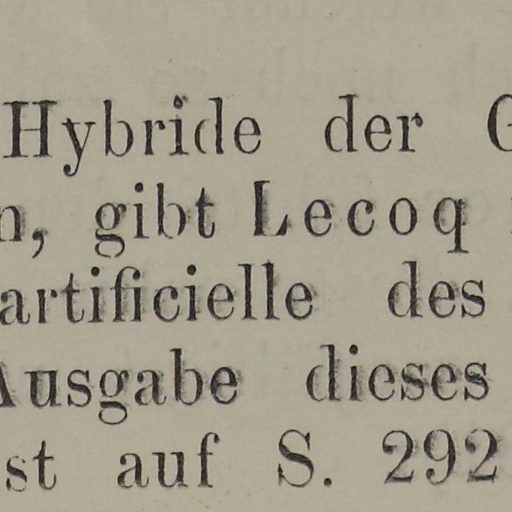 Hybride der G
n, gibt Lecoq
artificielle des
Ausgabe dieses
st auf S. 292